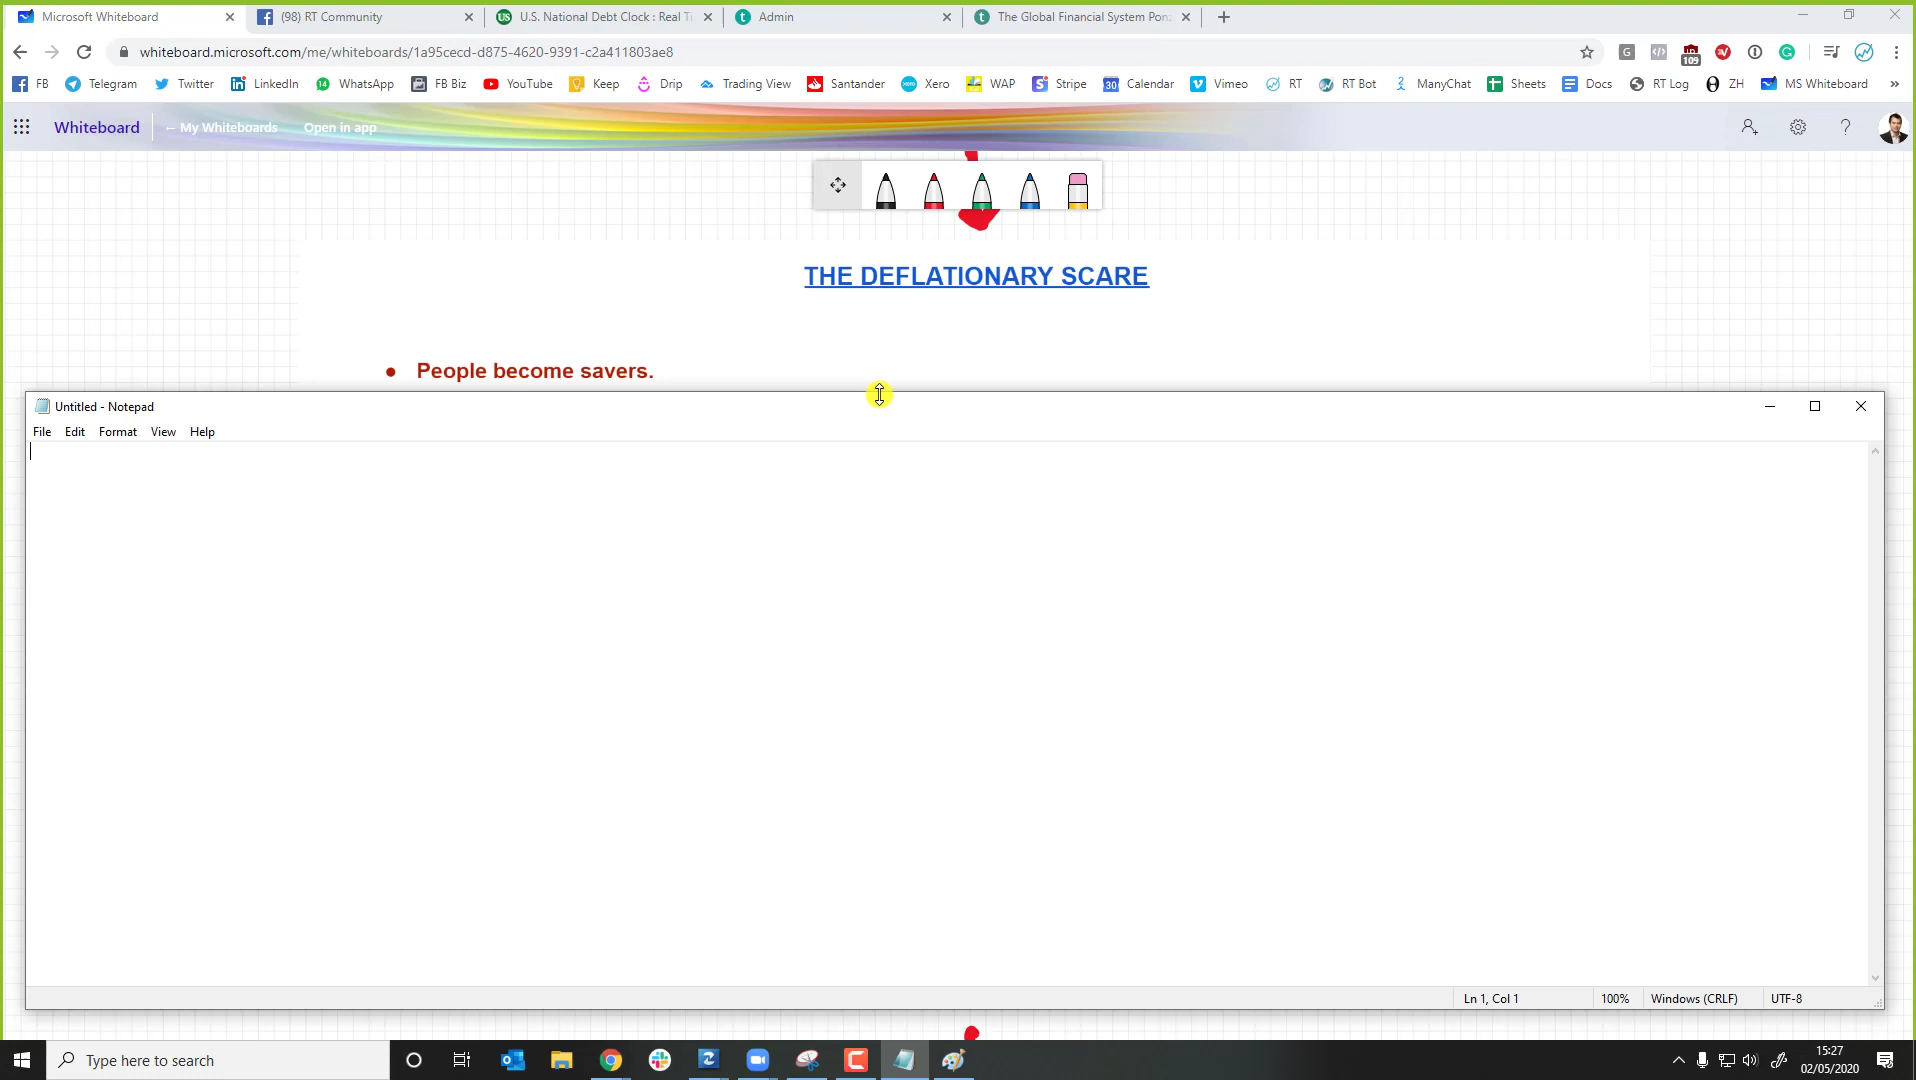 Microsoft Whiteboard
(98) RT Community
U.S. National Debt Clock : Real T
Admin
The Global Financial System Pon
whiteboard.microsoft.com/me/whiteboards/1a95cecd-d875-4620-9391-c2a411803ae8
109
FB
Telegram
Twitter
LinkedIn
14
WhatsApp
FB Biz
YouTube
Keep
Drip
Trading View
Santander
Xero
WAP
Stripe
30
Calendar
Vimeo
RT
RT Bot
ManyChat
Sheets
Docs
RT Log
ZH
MS Whiteboard
»
Whiteboard
← My Whiteboards
Open in app
THE DEFLATIONARY SCARE
● People become savers.
Untitled - Notepad
File Edit Format View Help
Ln 1, Col 1
100%
Windows (CRLF)
UTF-8
Type here to search
15:27
02/05/2020